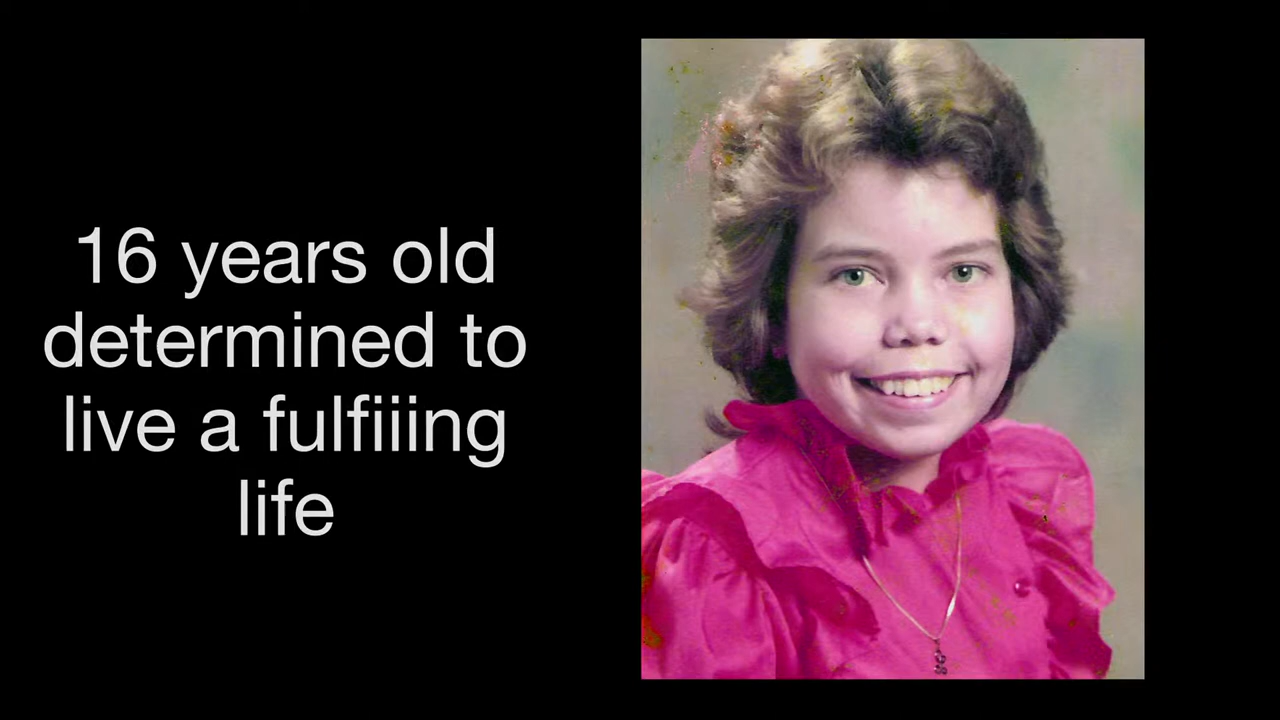 16 years old
determined to
live a fulfiiing
life